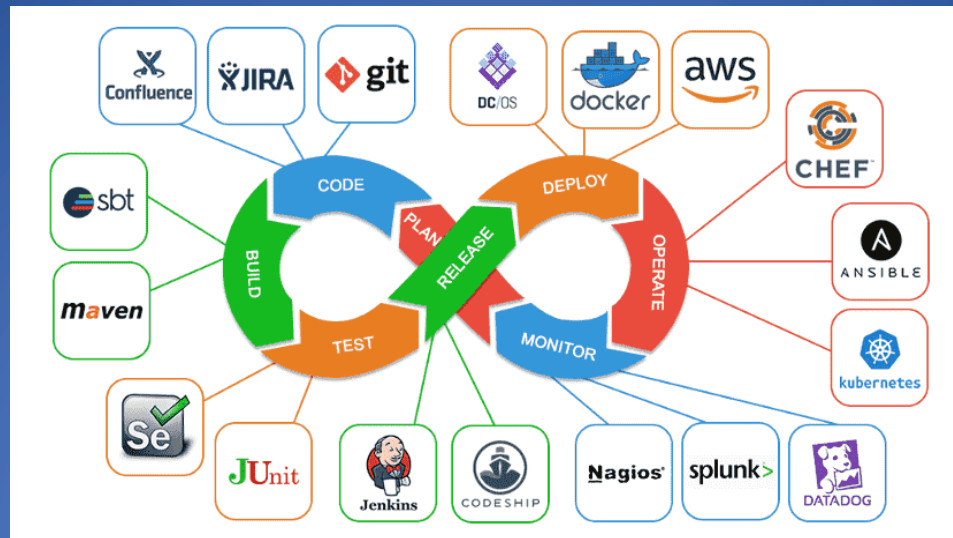 Confluence
JIRA
git
DC/OS
docker
aws
CHEF™
sbt
CODE
DEPLOY
PLAN
RELEASE
BUILD
OPERATE
ANSIBLE
maven
TEST
MONITOR
kubernetes
Se
JUnit
Jenkins
CODESHIP
Nagios®
splunk>
DATADOG